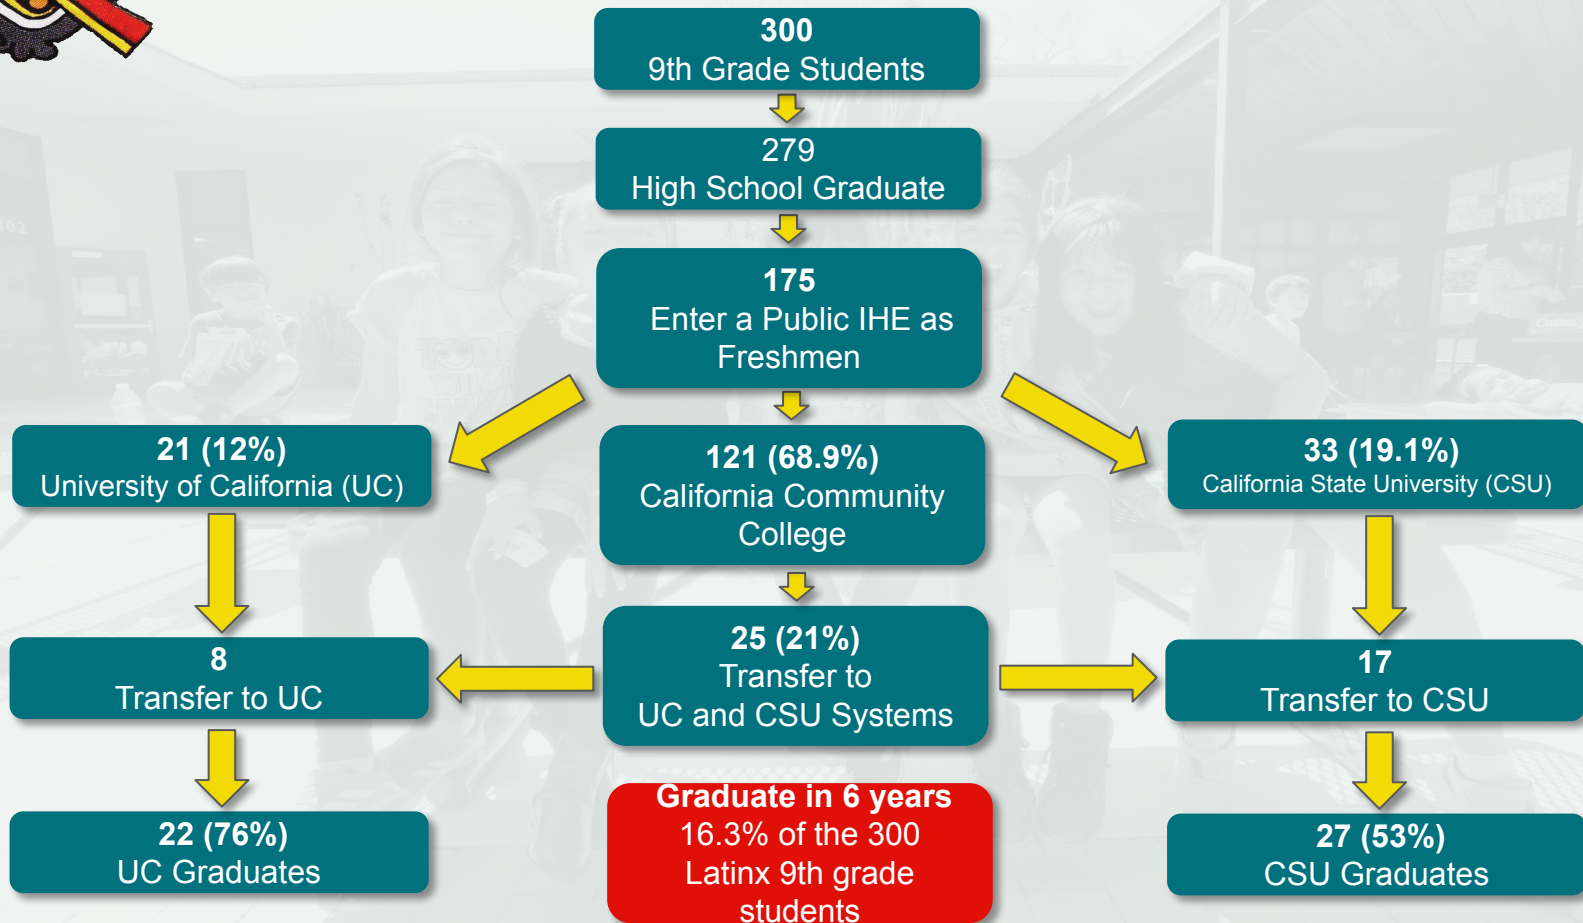 300
9th Grade Students
279
High School Graduate
175
Enter a Public IHE as
Freshmen
21 (12%)
University of California (UC)
121 (68.9%)
California Community
College
33 (19.1%)
California State University (CSU)
8
Transfer to UC
25 (21%)
Transfer to
UC and CSU Systems
17
Transfer to CSU
22 (76%)
UC Graduates
Graduate in 6 years
16.3% of the 300
Latinx 9th grade
students
27 (53%)
CSU Graduates
302